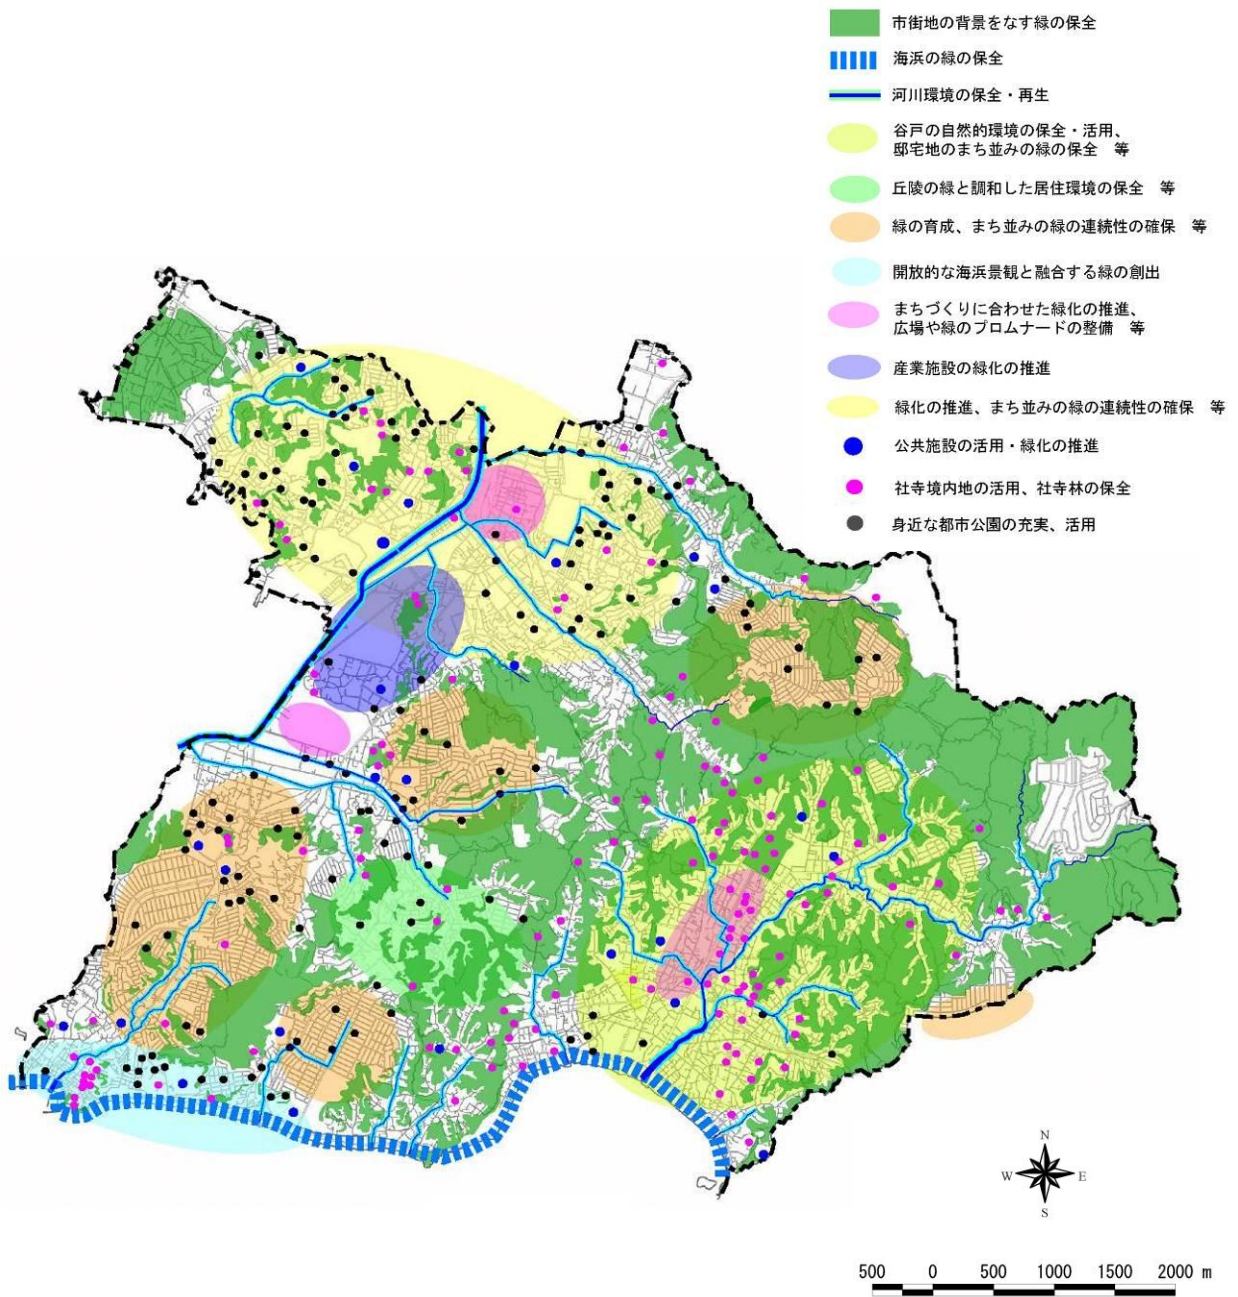 市街地の背景をなす緑の保全
海浜の緑の保全
河川環境の保全・再生
谷戸の自然的環境の保全・活用、
邸宅地のまち並みの緑の保全　等
丘陵の緑と調和した居住環境の保全　等
緑の育成、まち並みの緑の連続性の確保　等
開放的な海浜景観と融合する緑の創出
まちづくりに合わせた緑化の推進、
広場や緑のプロムナードの整備　等
産業施設の緑化の推進
緑化の推進、まち並みの緑の連続性の確保　等
公共施設の活用・緑化の推進
社寺境内地の活用、社寺林の保全
身近な都市公園の充実、活用
N
W E
S
500 0 500 1000 1500 2000 m